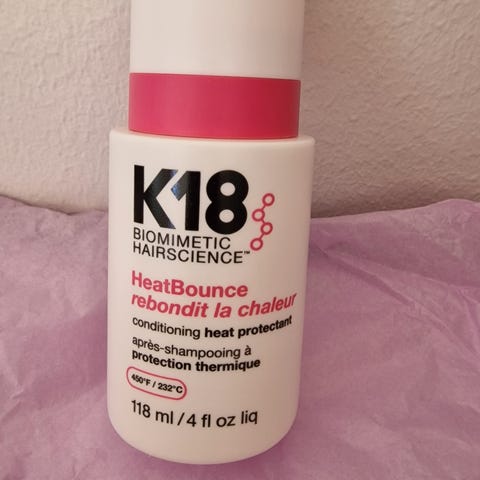 K18
BIOMIMETIC
HAIRSCIENCE™
HeatBounce
rebondit la chaleur
conditioning heat protectant
après-shampooing à
protection thermique
450°F / 232°C
118 ml / 4 fl oz liq